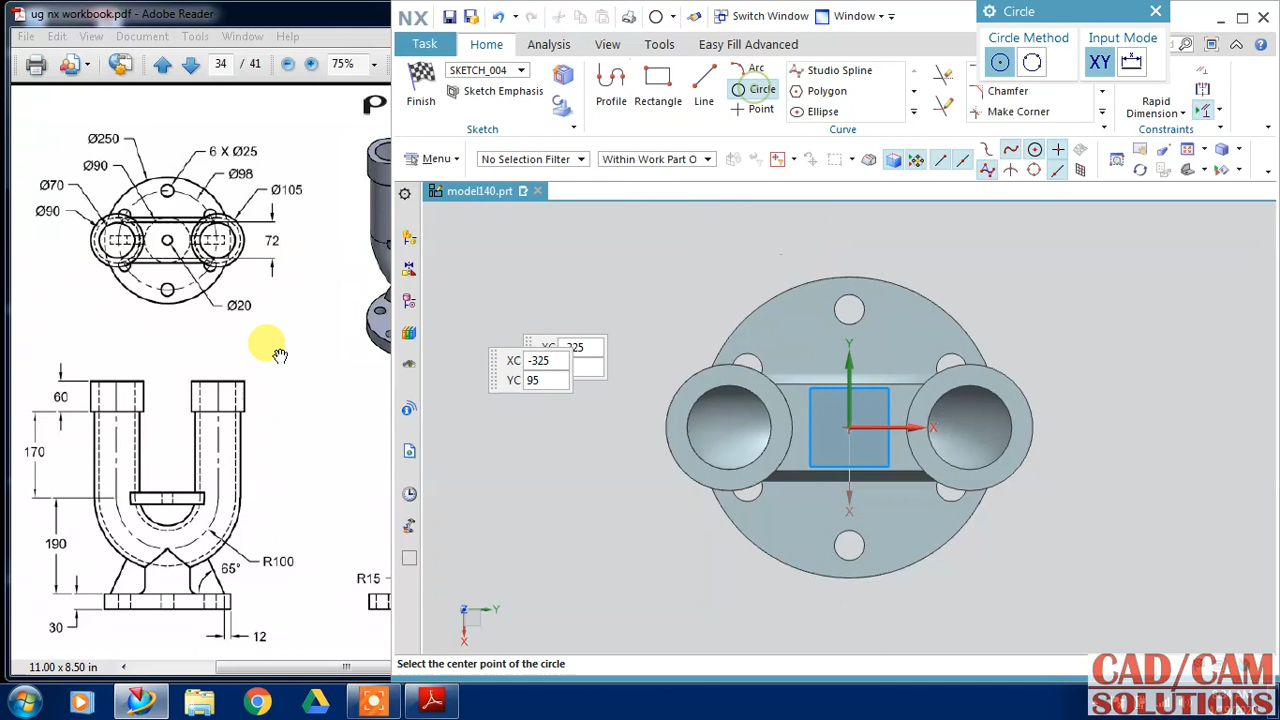 ug nx workbook.pdf - Adobe Reader
File Edit View Document Tools Window Help
34 / 41
75%
P
Ø250
Ø90
Ø70
Ø90
6 X Ø25
Ø98
Ø105
72
Ø20
60
170
190
30
R100
65°
12
R15
11.00 x 8.50 in
NX
Switch Window
Window
Circle
Circle Method
Input Mode
XY
Task
Home
Analysis
View
Tools
Easy Fill Advanced
Finish
SKETCH_004
Sketch Emphasis
Sketch
Profile
Rectangle
Line
Arc
Circle
Point
Studio Spline
Polygon
Ellipse
Curve
Chamfer
Make Corner
Rapid
Dimension
Constraints
Menu
No Selection Filter
Within Work Part O
model140.prt
XC -325
YC 95
Y
X
X
Z
Y
X
Select the center point of the circle
CAD/CAM
SOLUTIONS